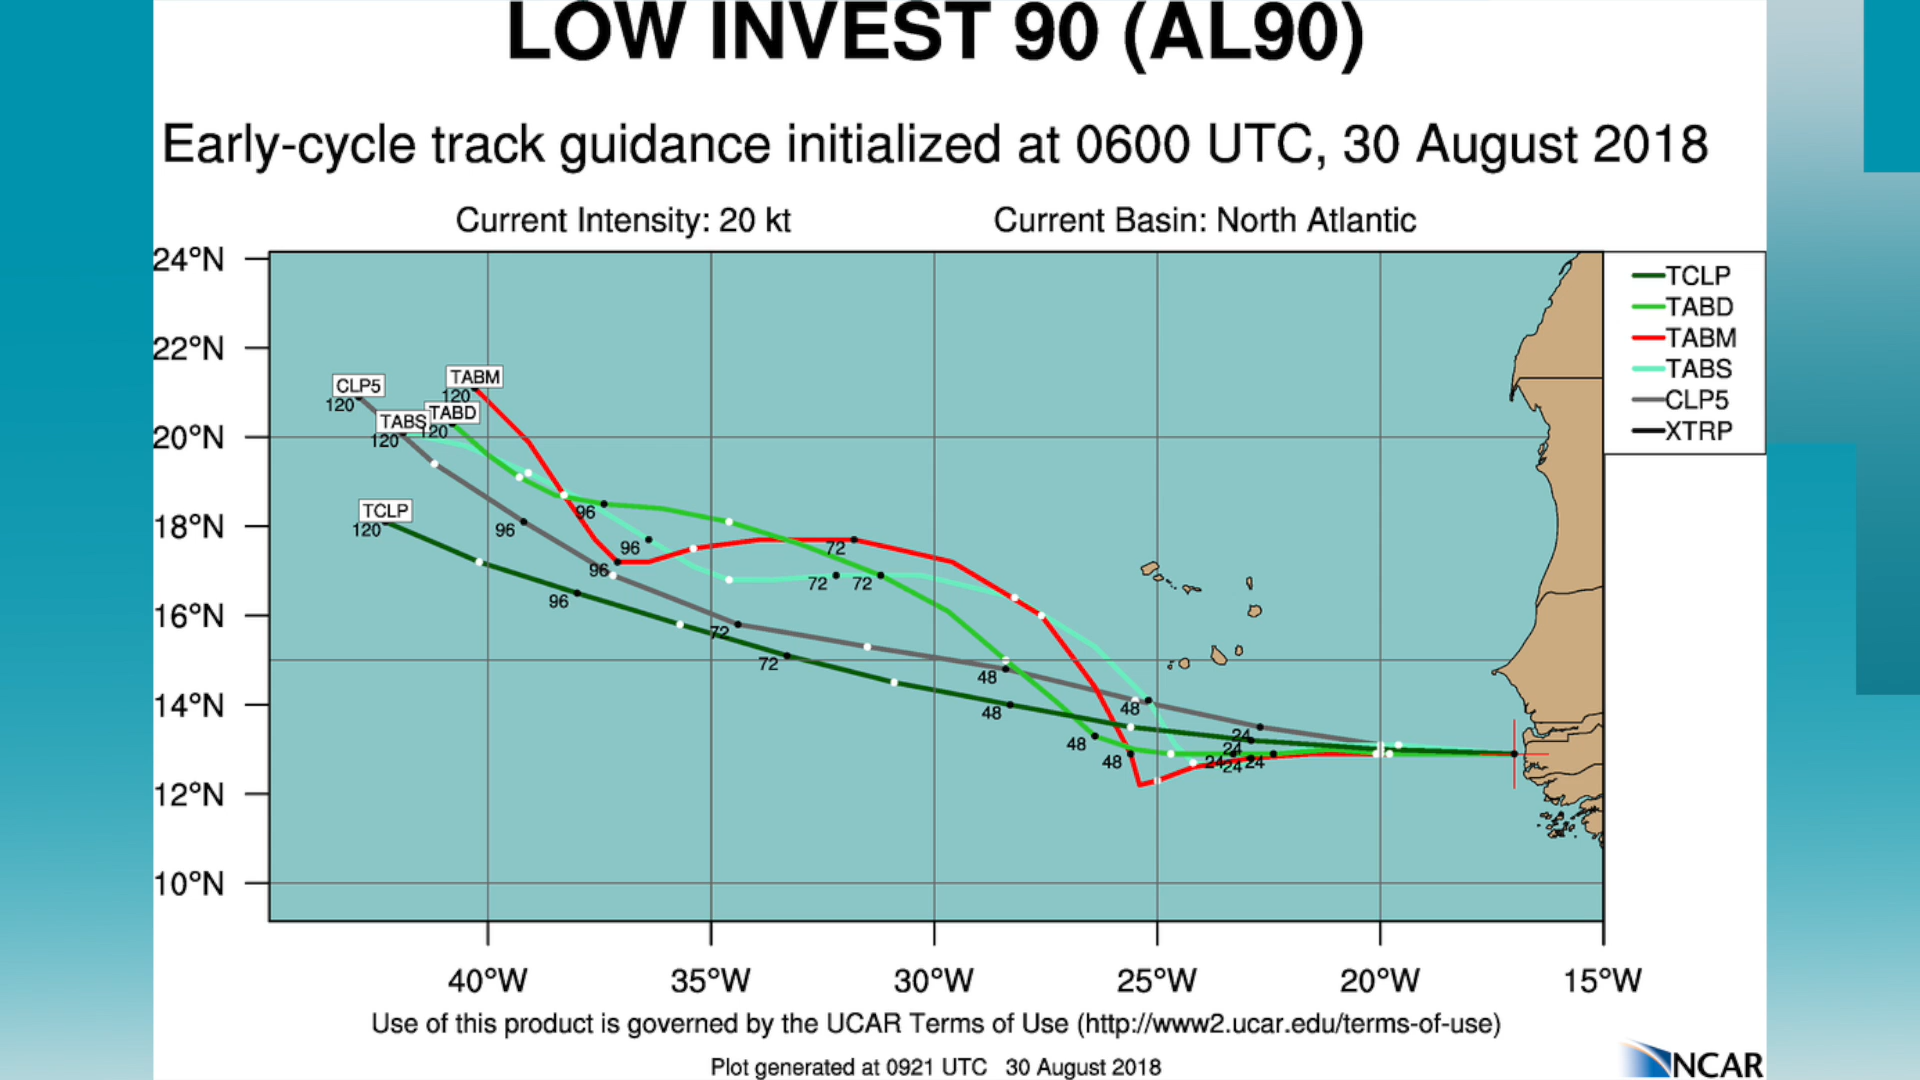 LOW INVEST 90 (AL90)
Early-cycle track guidance initialized at 0600 UTC, 30 August 2018
Current Intensity: 20 kt
Current Basin: North Atlantic
24°N
22°N
20°N
18°N
16°N
14°N
12°N
10°N
TCLP
TABD
TABM
TABS
CLP5
XTRP
TABM
120
CLP5
120
TABD
120
TABS
120
TCLP
120
96
96
96
96
96
72
72
72
72
72
48
48
48
48
48
24
24
24
24
24
40°W
35°W
30°W
25°W
20°W
15°W
Use of this product is governed by the UCAR Terms of Use (http://www2.ucar.edu/terms-of-use)
Plot generated at 0921 UTC 30 August 2018
NCAR